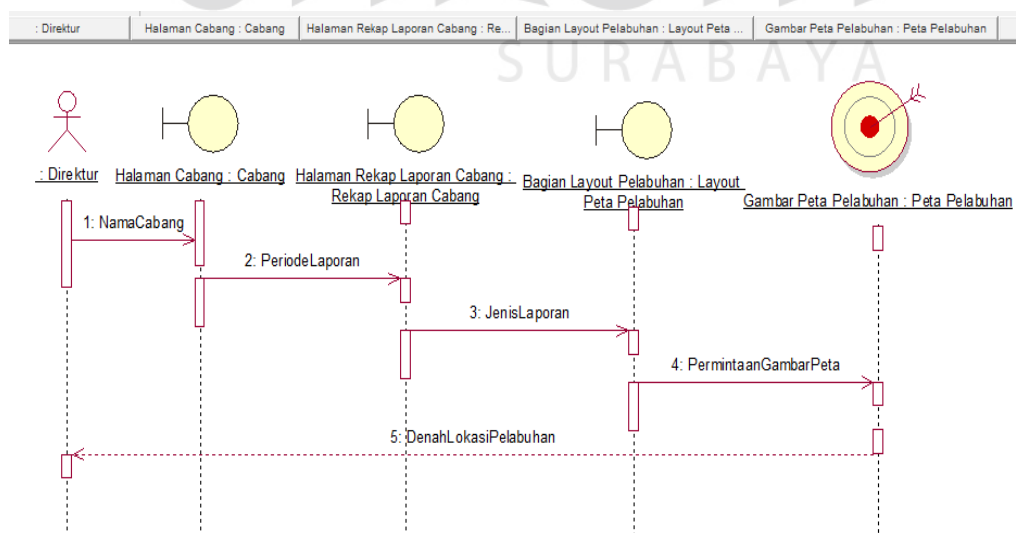 SURABAYA
: Direktur
Halaman Cabang : Cabang
Halaman Rekap Laporan Cabang : Re...
Bagian Layout Pelabuhan : Layout Peta ...
Gambar Peta Pelabuhan : Peta Pelabuhan
: Direktur
Halaman Cabang : Cabang
Halaman Rekap Laporan Cabang :
Rekap Laporan Cabang
Bagian Layout Pelabuhan : Layout
Peta Pelabuhan
Gambar Peta Pelabuhan : Peta Pelabuhan
1: NamaCabang
2: PeriodeLaporan
3: JenisLaporan
4: PermintaanGambarPeta
5: DenahLokasiPelabuhan